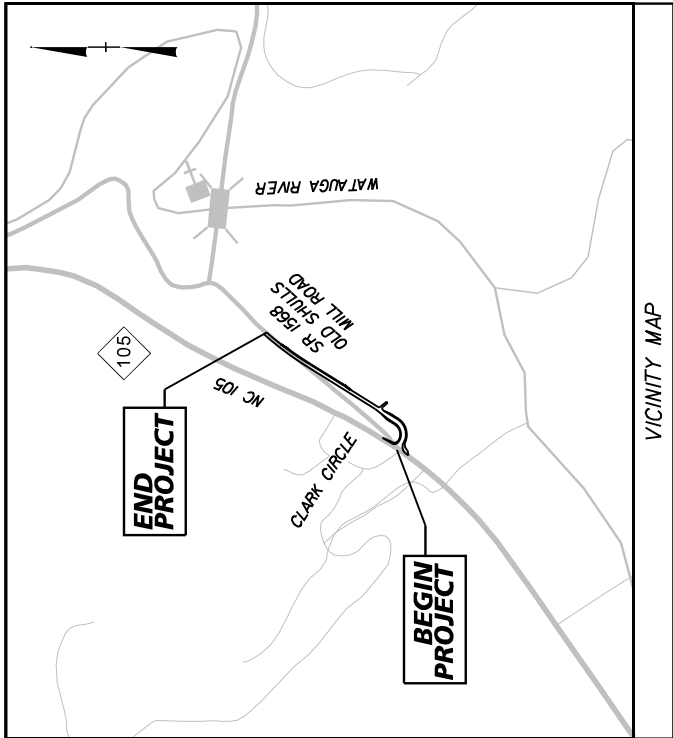 105
WATAUGA RIVER
SR 1568
OLD SHULLS
MILL ROAD
NC 105
END
PROJECT
CLARK CIRCLE
BEGIN
PROJECT
VICINITY MAP